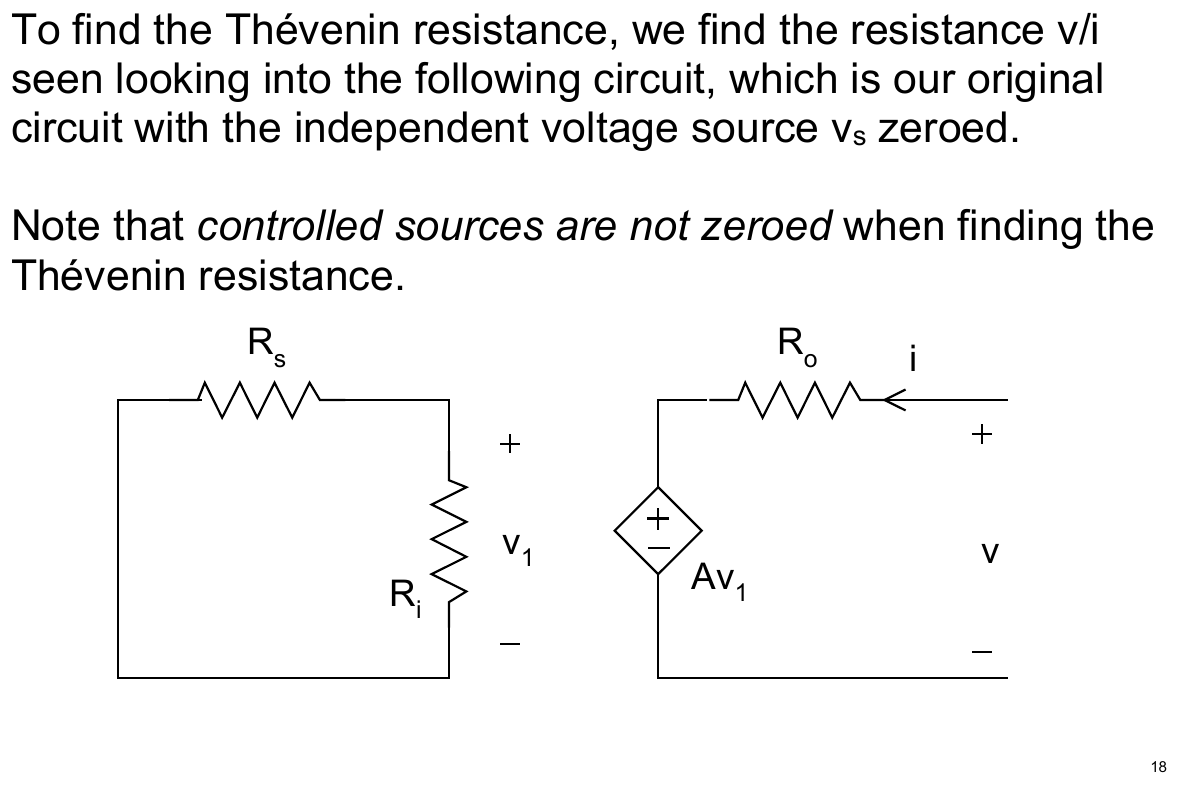 To find the Thévenin resistance, we find the resistance v/i
seen looking into the following circuit, which is our original
circuit with the independent voltage source vₛ zeroed.
Note that controlled sources are not zeroed when finding the
Thévenin resistance.
Rₛ
Rₒ
i
+
+
+
v₁
−
v
Rᵢ
Av₁
−
−
18